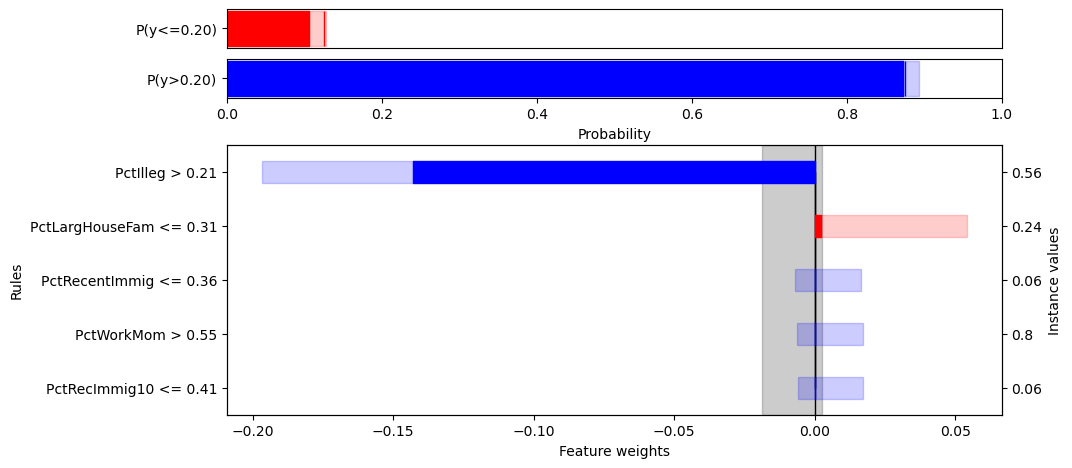 P(y<=0.20)
P(y>0.20)
0.0 0.2 0.4 0.6 0.8 1.0
Probability
PctIlleg > 0.21 0.56
PctLargHouseFam <= 0.31 0.24
PctRecentImmig <= 0.36 0.06
PctWorkMom > 0.55 0.8
PctRecImmig10 <= 0.41 0.06
Rules
Instance values
−0.20 −0.15 −0.10 −0.05 0.00 0.05
Feature weights